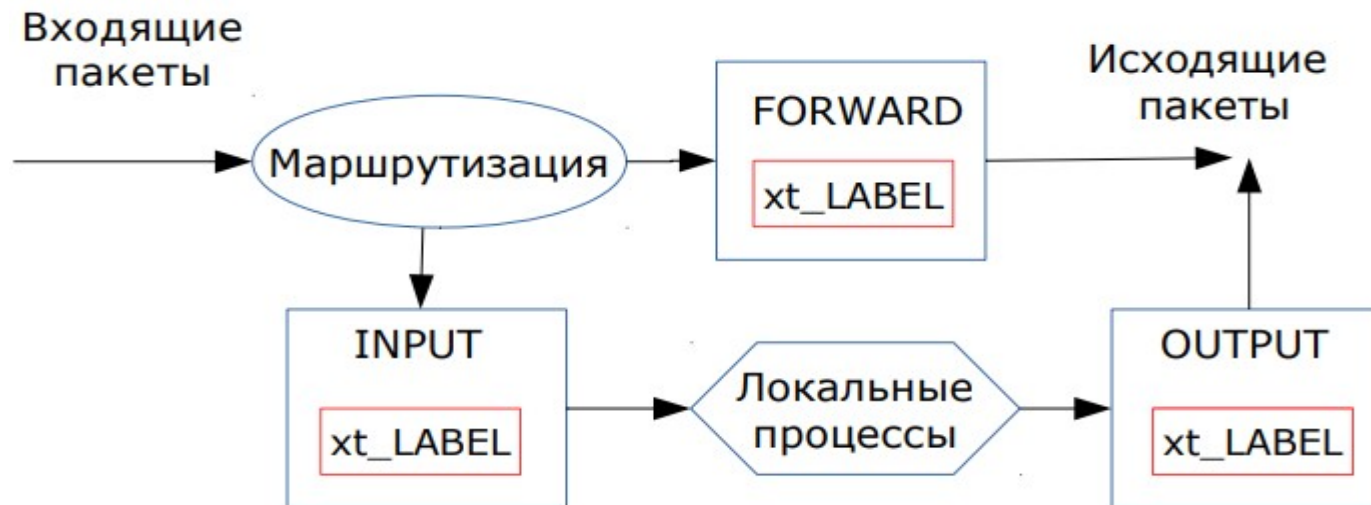 Входящие
пакеты
Маршрутизация
FORWARD
xt_LABEL
Исходящие
пакеты
INPUT
xt_LABEL
Локальные
процессы
OUTPUT
xt_LABEL